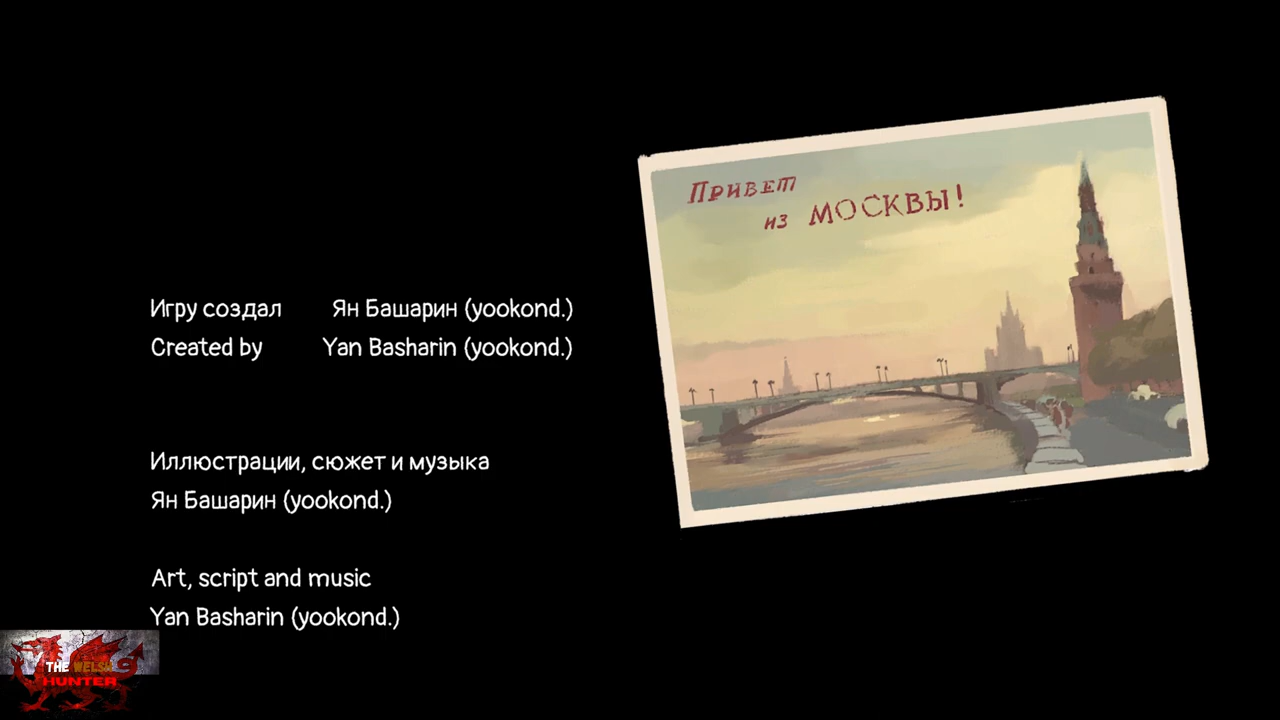 Привет
из МОСКВЫ!
Игру создал Ян Башарин (yookond.)
Created by Yan Basharin (yookond.)
Иллюстрации, сюжет и музыка
Ян Башарин (yookond.)
Art, script and music
Yan Basharin (yookond.)
THE WELSH
HUNTER